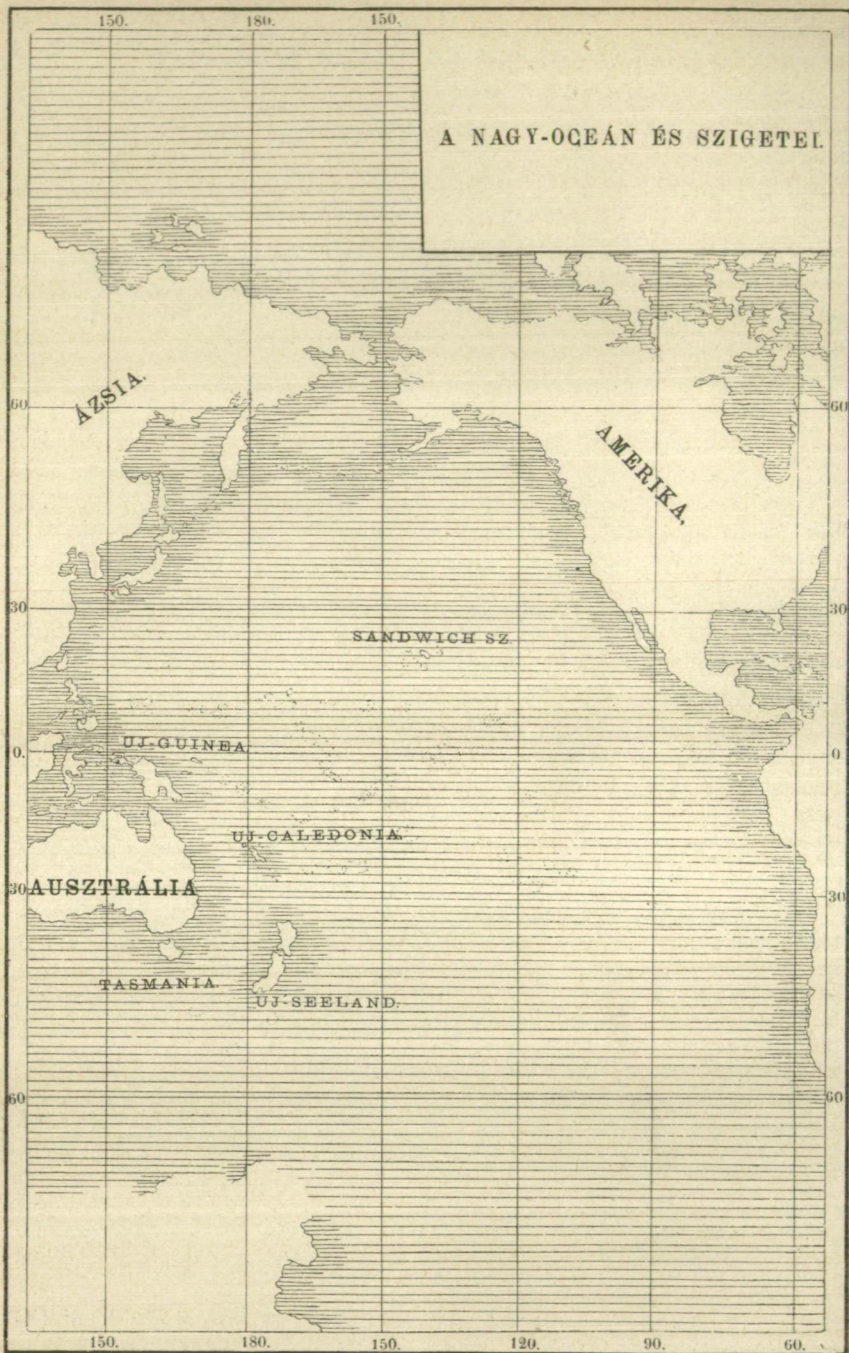 150. 180. 150.
A NAGY-OCEÁN ÉS SZIGETEI.
ÁZSIA.
60 60
AMERIKA.
30 30
SANDWICH SZ.
UJ-GUINEA.
0. 0
UJ-CALEDONIA.
AUSZTRÁLIA
30 30
TASMANIA.
UJ-SEELAND.
60 60
150. 180. 150. 120. 90. 60.